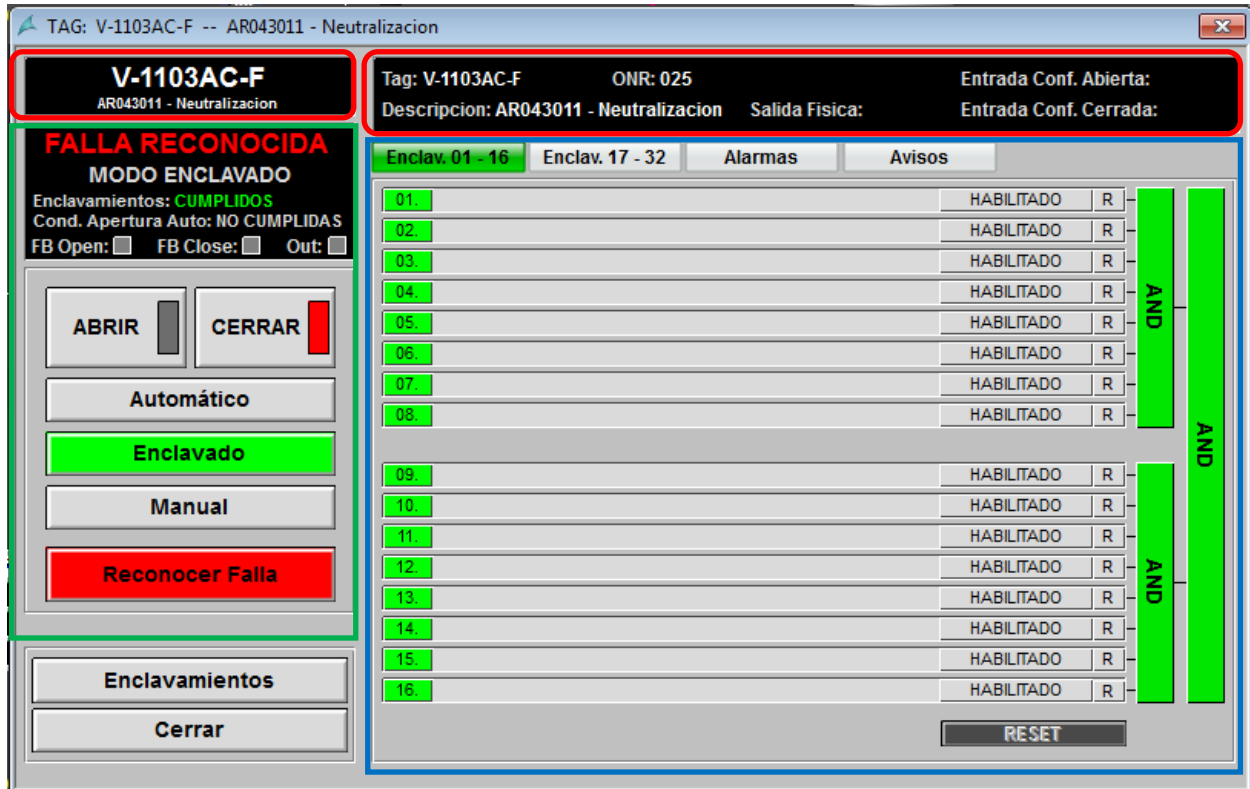 TAG: V-1103AC-F -- AR043011 - Neutralizacion
V-1103AC-F
AR043011 - Neutralizacion
Tag: V-1103AC-F ONR: 025 Entrada Conf. Abierta:
Descripcion: AR043011 - Neutralizacion Salida Fisica: Entrada Conf. Cerrada:
FALLA RECONOCIDA
MODO ENCLAVADO
Enclavamientos: CUMPLIDOS
Cond. Apertura Auto: NO CUMPLIDAS
FB Open: FB Close: Out:
ABRIR CERRAR
Automático
Enclavado
Manual
Reconocer Falla
Enclavamientos
Cerrar
Enclav. 01 - 16 Enclav. 17 - 32 Alarmas Avisos
01. HABILITADO R
02. HABILITADO R
03. HABILITADO R
04. HABILITADO R
05. HABILITADO R
06. HABILITADO R
07. HABILITADO R
08. HABILITADO R
AND
09. HABILITADO R
10. HABILITADO R
11. HABILITADO R
12. HABILITADO R
13. HABILITADO R
14. HABILITADO R
15. HABILITADO R
16. HABILITADO R
AND
AND
RESET